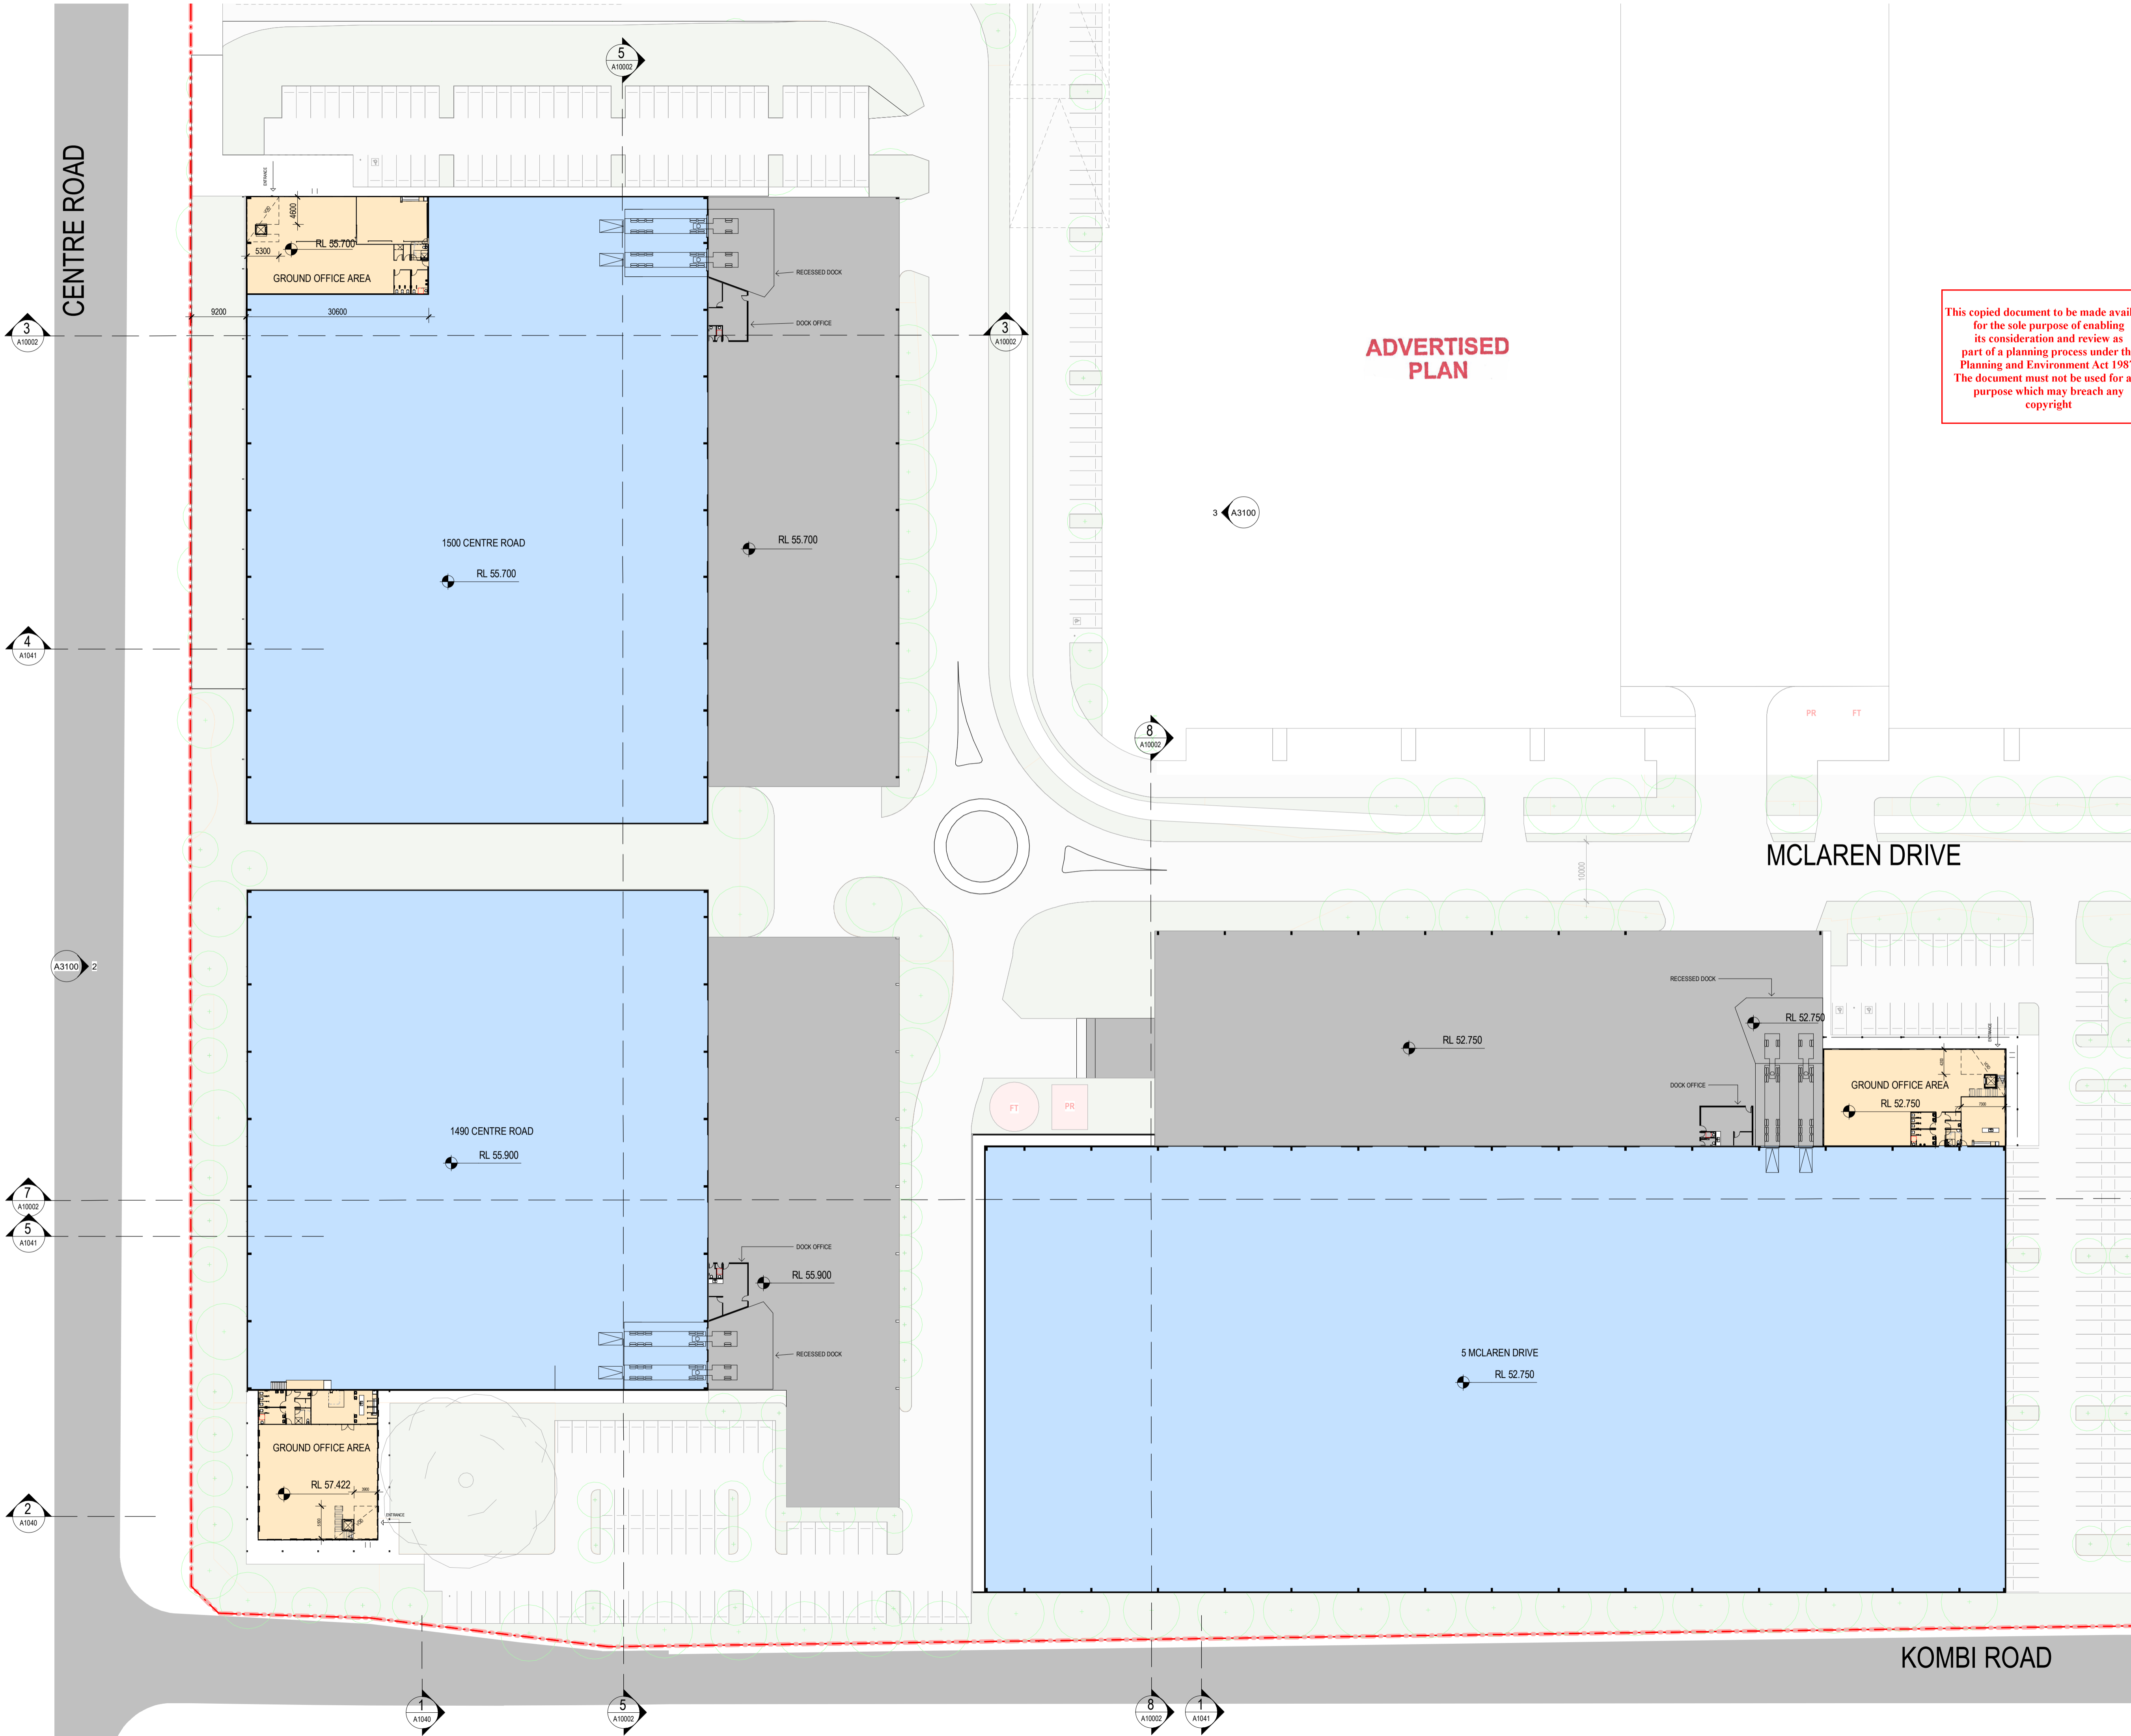 5
A10002
CENTRE ROAD
ENTRANCE
4600
RL 55.700
5300
GROUND OFFICE AREA
9200
30600
RECESSED DOCK
DOCK OFFICE
3
A10002
3
A10002
ADVERTISED
PLAN
This copied document to be made avail
for the sole purpose of enabling
its consideration and review as
part of a planning process under th
Planning and Environment Act 1987
The document must not be used for a
purpose which may breach any
copyright
3
A3100
1500 CENTRE ROAD
RL 55.700
RL 55.700
4
A1041
PR
FT
8
A10002
MCLAREN DRIVE
10000
A3100
2
RECESSED DOCK
RL 52.750
RL 52.750
ENTRANCE
DOCK OFFICE
GROUND OFFICE AREA
RL 52.750
FT
PR
1490 CENTRE ROAD
RL 55.900
7
A10002
5
A1041
DOCK OFFICE
RL 55.900
RECESSED DOCK
5 MCLAREN DRIVE
RL 52.750
GROUND OFFICE AREA
RL 57.422
ENTRANCE
2
A1040
KOMBI ROAD
1
A1040
5
A10002
8
A10002
1
A1041